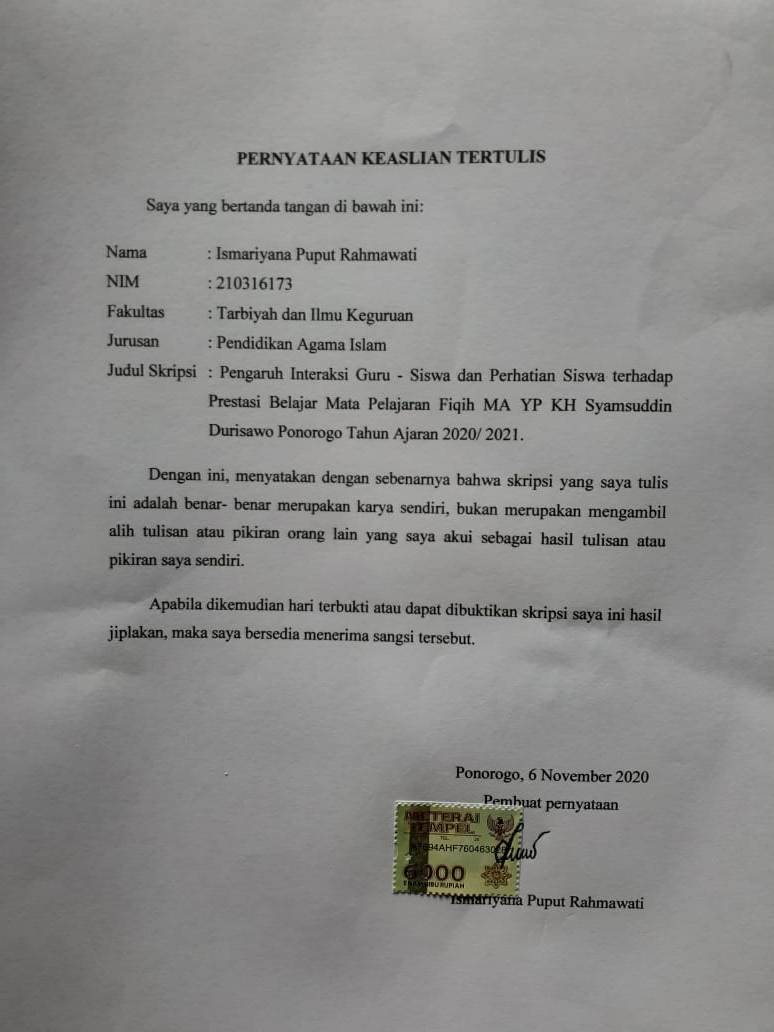 PERNYATAAN KEASLIAN TERTULIS
Saya yang bertanda tangan di bawah ini:
Nama : Ismariyana Puput Rahmawati
NIM : 210316173
Fakultas : Tarbiyah dan Ilmu Keguruan
Jurusan : Pendidikan Agama Islam
Judul Skripsi : Pengaruh Interaksi Guru - Siswa dan Perhatian Siswa terhadap
Prestasi Belajar Mata Pelajaran Fiqih MA YP KH Syamsuddin
Durisawo Ponorogo Tahun Ajaran 2020/ 2021.
Dengan ini, menyatakan dengan sebenarnya bahwa skripsi yang saya tulis
ini adalah benar- benar merupakan karya sendiri, bukan merupakan mengambil
alih tulisan atau pikiran orang lain yang saya akui sebagai hasil tulisan atau
pikiran saya sendiri.
Apabila dikemudian hari terbukti atau dapat dibuktikan skripsi saya ini hasil
jiplakan, maka saya bersedia menerima sangsi tersebut.
Ponorogo, 6 November 2020
Pembuat pernyataan
METERAI
TEMPEL
6000
ENAM RIBU RUPIAH
Ismariyana Puput Rahmawati